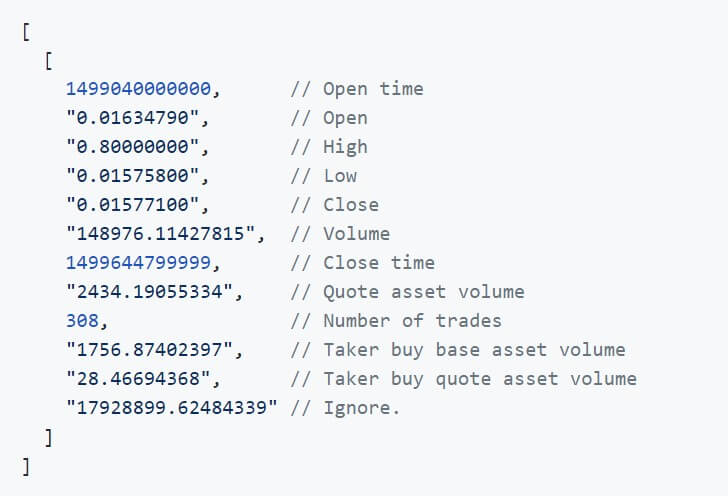 [
[
1499040000000, // Open time
"0.01634790", // Open
"0.80000000", // High
"0.01575800", // Low
"0.01577100", // Close
"148976.11427815", // Volume
1499644799999, // Close time
"2434.19055334", // Quote asset volume
308, // Number of trades
"1756.87402397", // Taker buy base asset volume
"28.46694368", // Taker buy quote asset volume
"17928899.62484339" // Ignore.
]
]